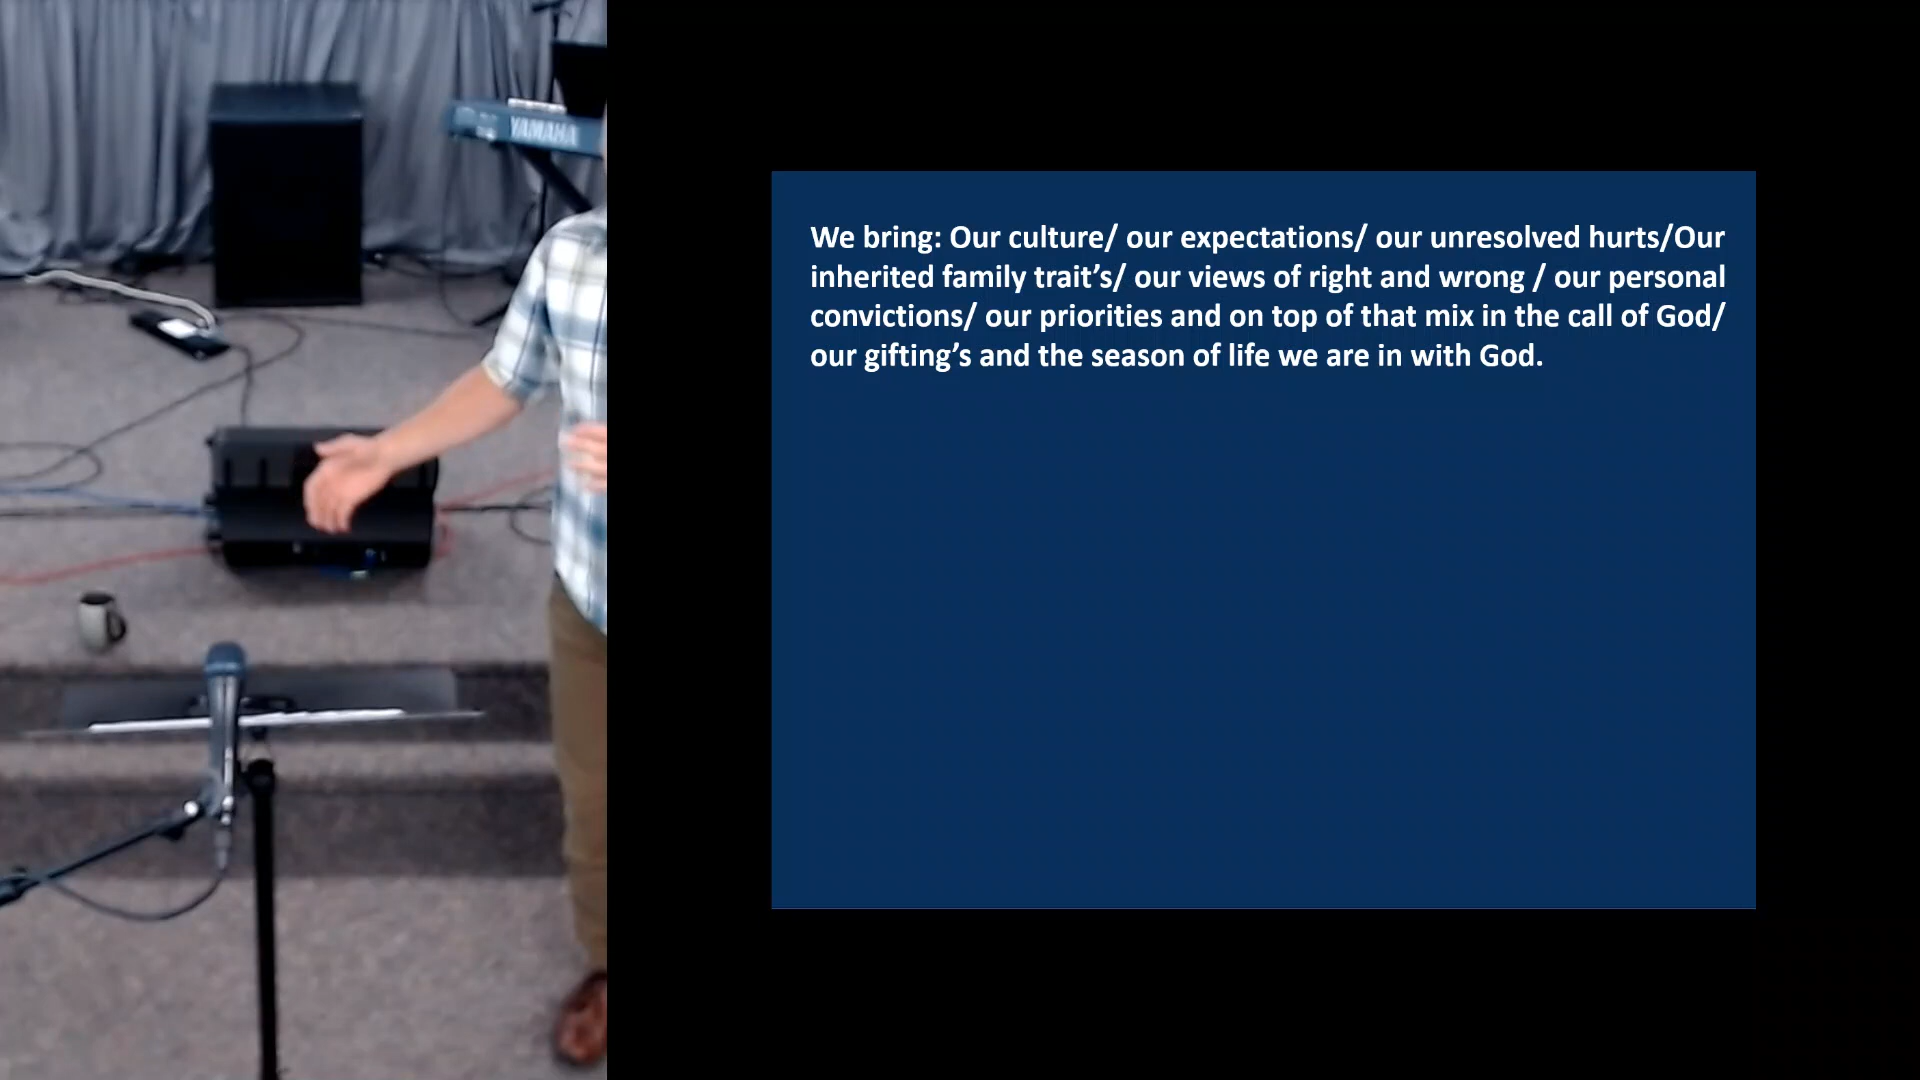 YAMAHA
We bring: Our culture/ our expectations/ our unresolved hurts/Our
inherited family trait’s/ our views of right and wrong / our personal
convictions/ our priorities and on top of that mix in the call of God/
our gifting’s and the season of life we are in with God.